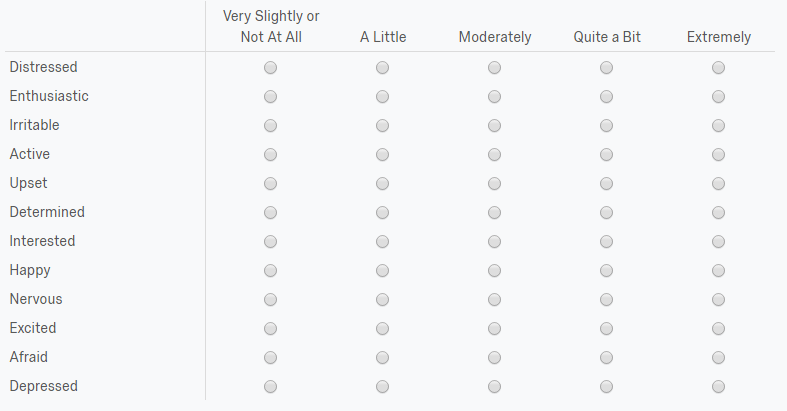 Very Slightly or
Not At All A Little Moderately Quite a Bit Extremely
Distressed
Enthusiastic
Irritable
Active
Upset
Determined
Interested
Happy
Nervous
Excited
Afraid
Depressed